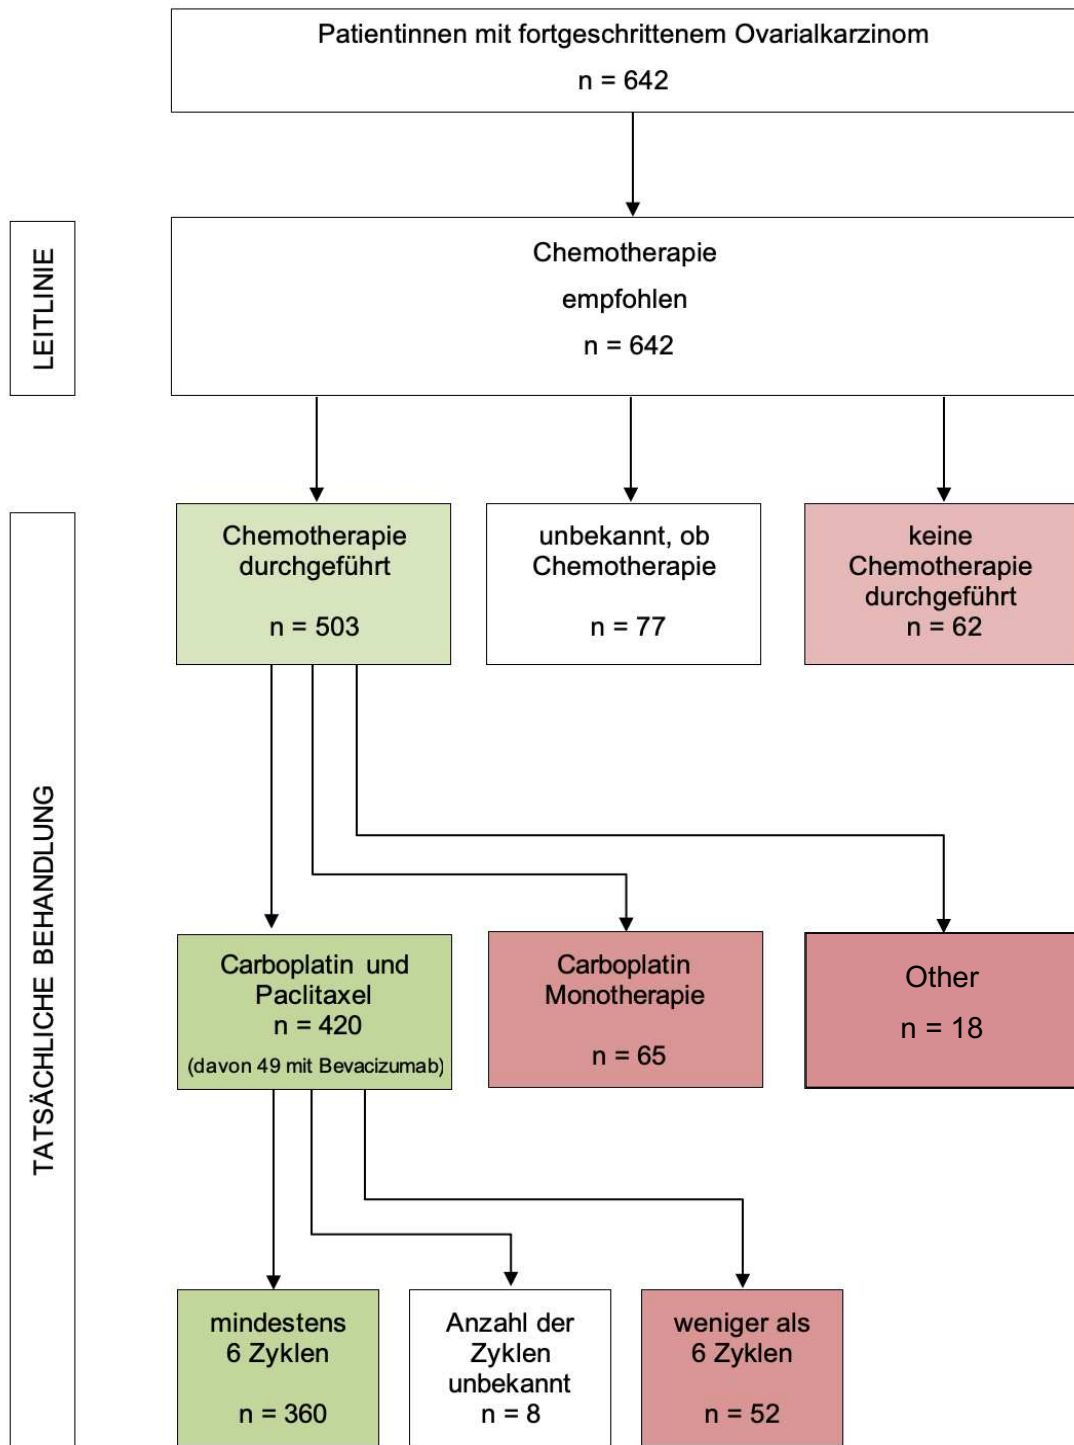 Patientinnen mit fortgeschrittenem Ovarialkarzinom
n = 642
LEITLINIE
Chemotherapie
empfohlen
n = 642
TATSÄCHLICHE BEHANDLUNG
Chemotherapie
durchgeführt
n = 503
unbekannt, ob
Chemotherapie
n = 77
keine
Chemotherapie
durchgeführt
n = 62
Carboplatin und
Paclitaxel
n = 420
(davon 49 mit Bevacizumab)
Carboplatin
Monotherapie
n = 65
Other
n = 18
mindestens
6 Zyklen
n = 360
Anzahl der
Zyklen
unbekannt
n = 8
weniger als
6 Zyklen
n = 52